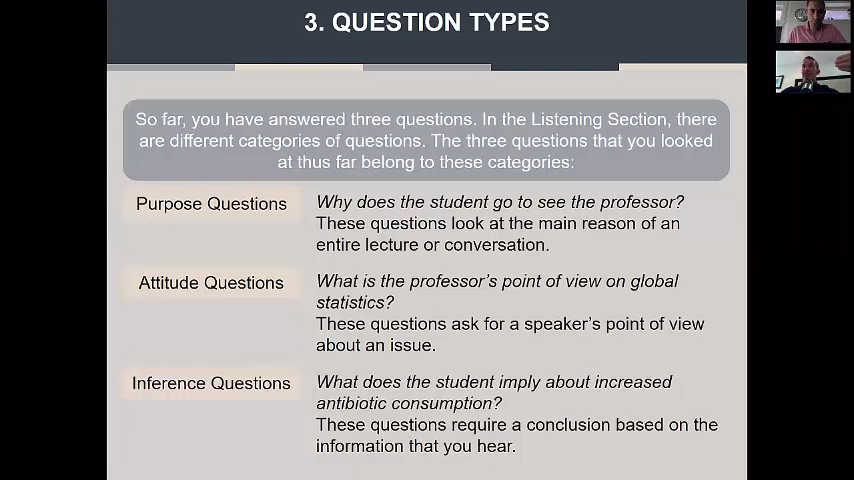 3. QUESTION TYPES
So far, you have answered three questions. In the Listening Section, there
are different categories of questions. The three questions that you looked
at thus far belong to these categories:
Purpose Questions
Why does the student go to see the professor?
These questions look at the main reason of an
entire lecture or conversation.
Attitude Questions
What is the professor's point of view on global
statistics?
These questions ask for a speaker's point of view
about an issue.
Inference Questions
What does the student imply about increased
antibiotic consumption?
These questions require a conclusion based on the
information that you hear.